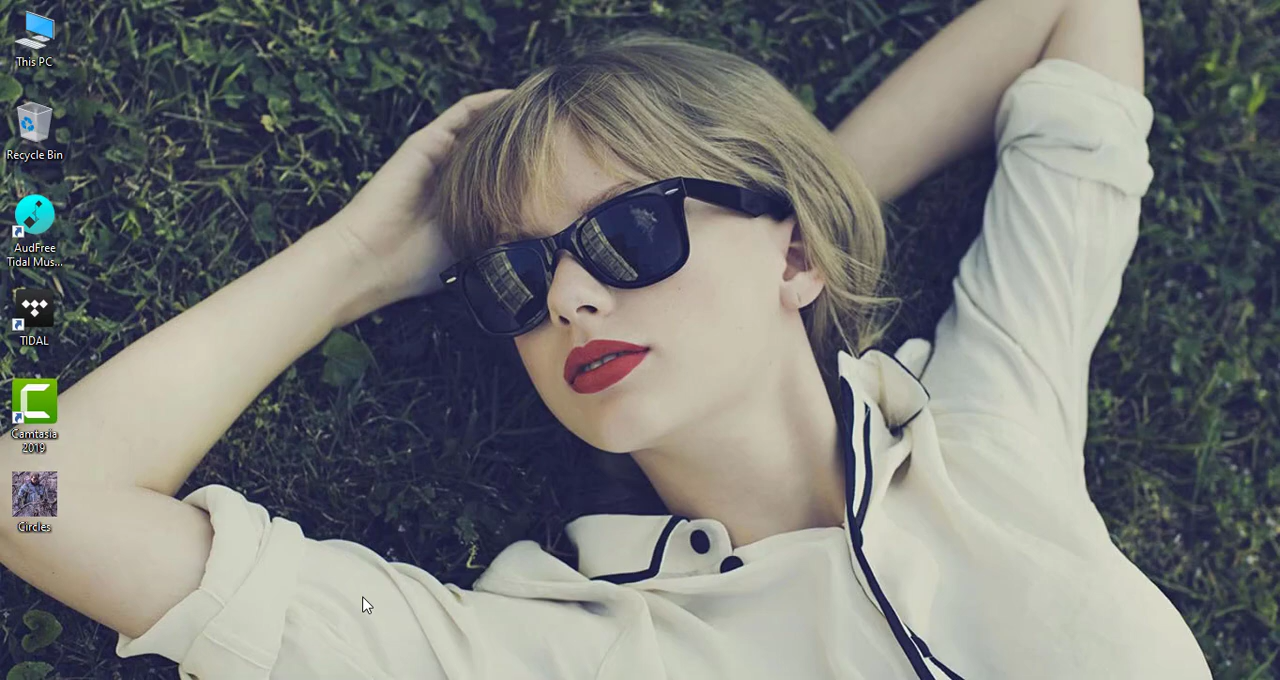 This PC
Recycle Bin
AudFree
Tidal Mus...
TIDAL
Camtasia
2019
Circles